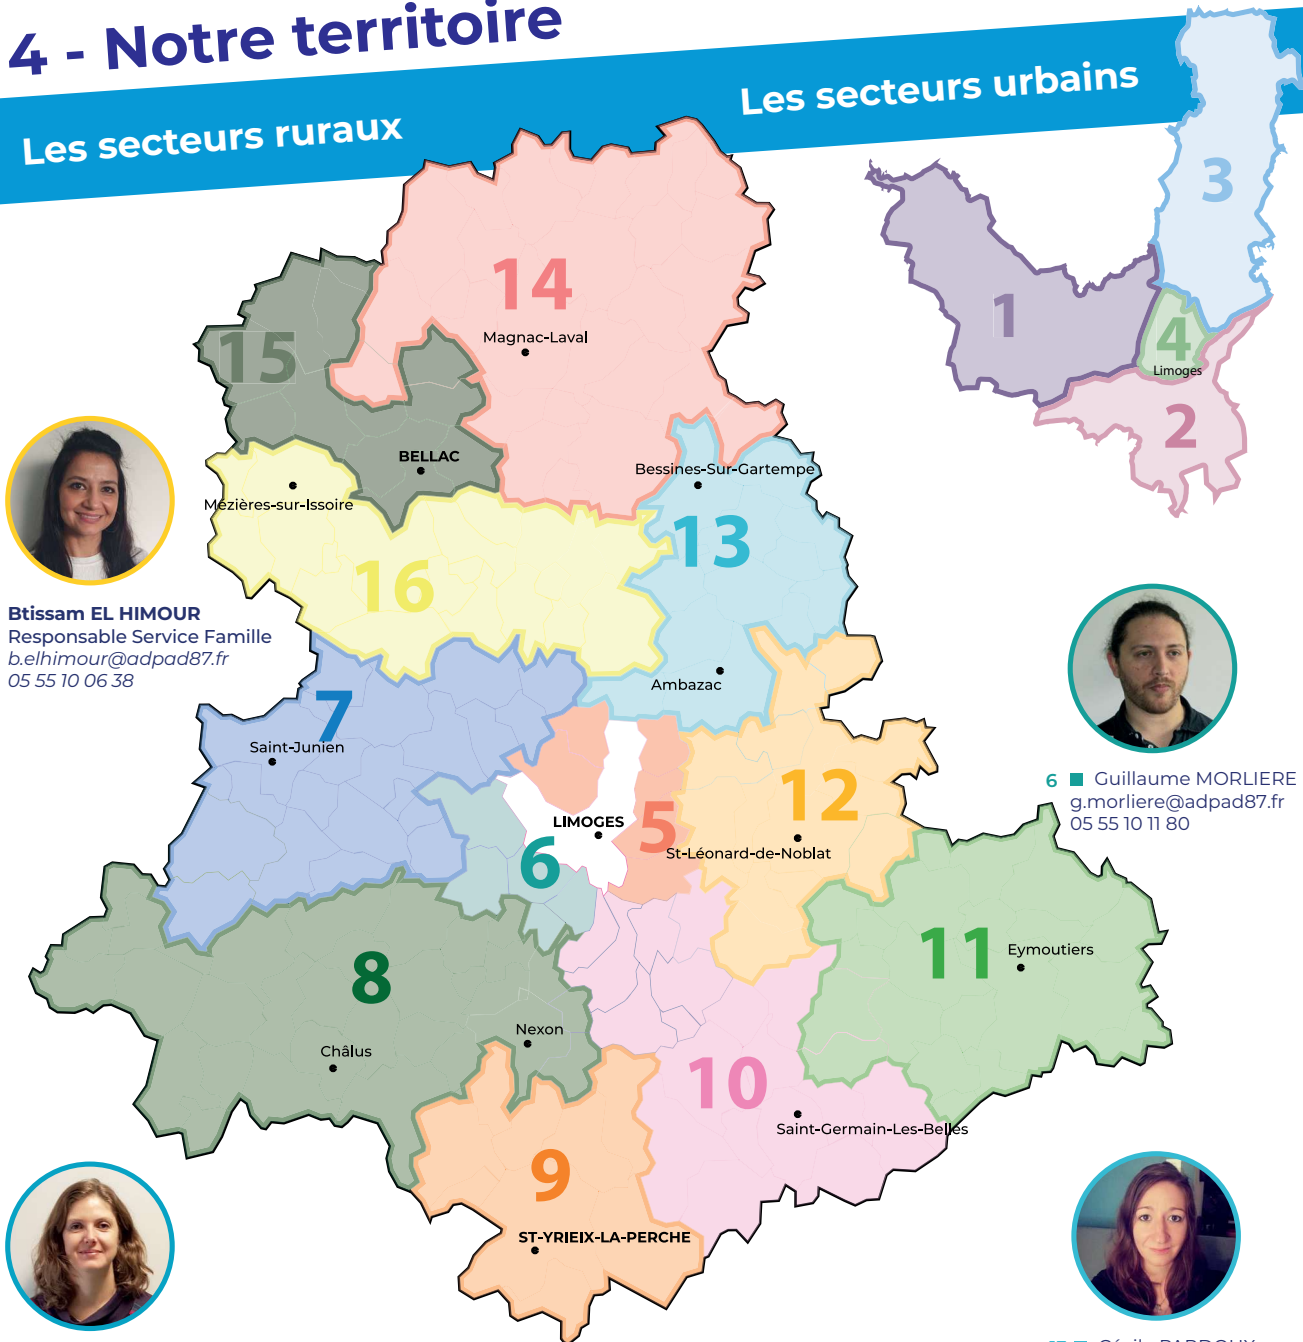 4 - Notre territoire
Les secteurs ruraux
Les secteurs urbains
3
1
4
Limoges
2
14
Magnac-Laval
15
BELLAC
Mézières-sur-Issoire
Bessines-Sur-Gartempe
13
16
Btissam EL HIMOUR
Responsable Service Famille
b.elhimour@adpad87.fr
05 55 10 06 38
Ambazac
7
Saint-Junien
12
LIMOGES
5
St-Léonard-de-Noblat
6
6 Guillaume MORLIERE
g.morliere@adpad87.fr
05 55 10 11 80
11
Eymoutiers
8
Nexon
Châlus
10
Saint-Germain-Les-Belles
9
ST-YRIEIX-LA-PERCHE